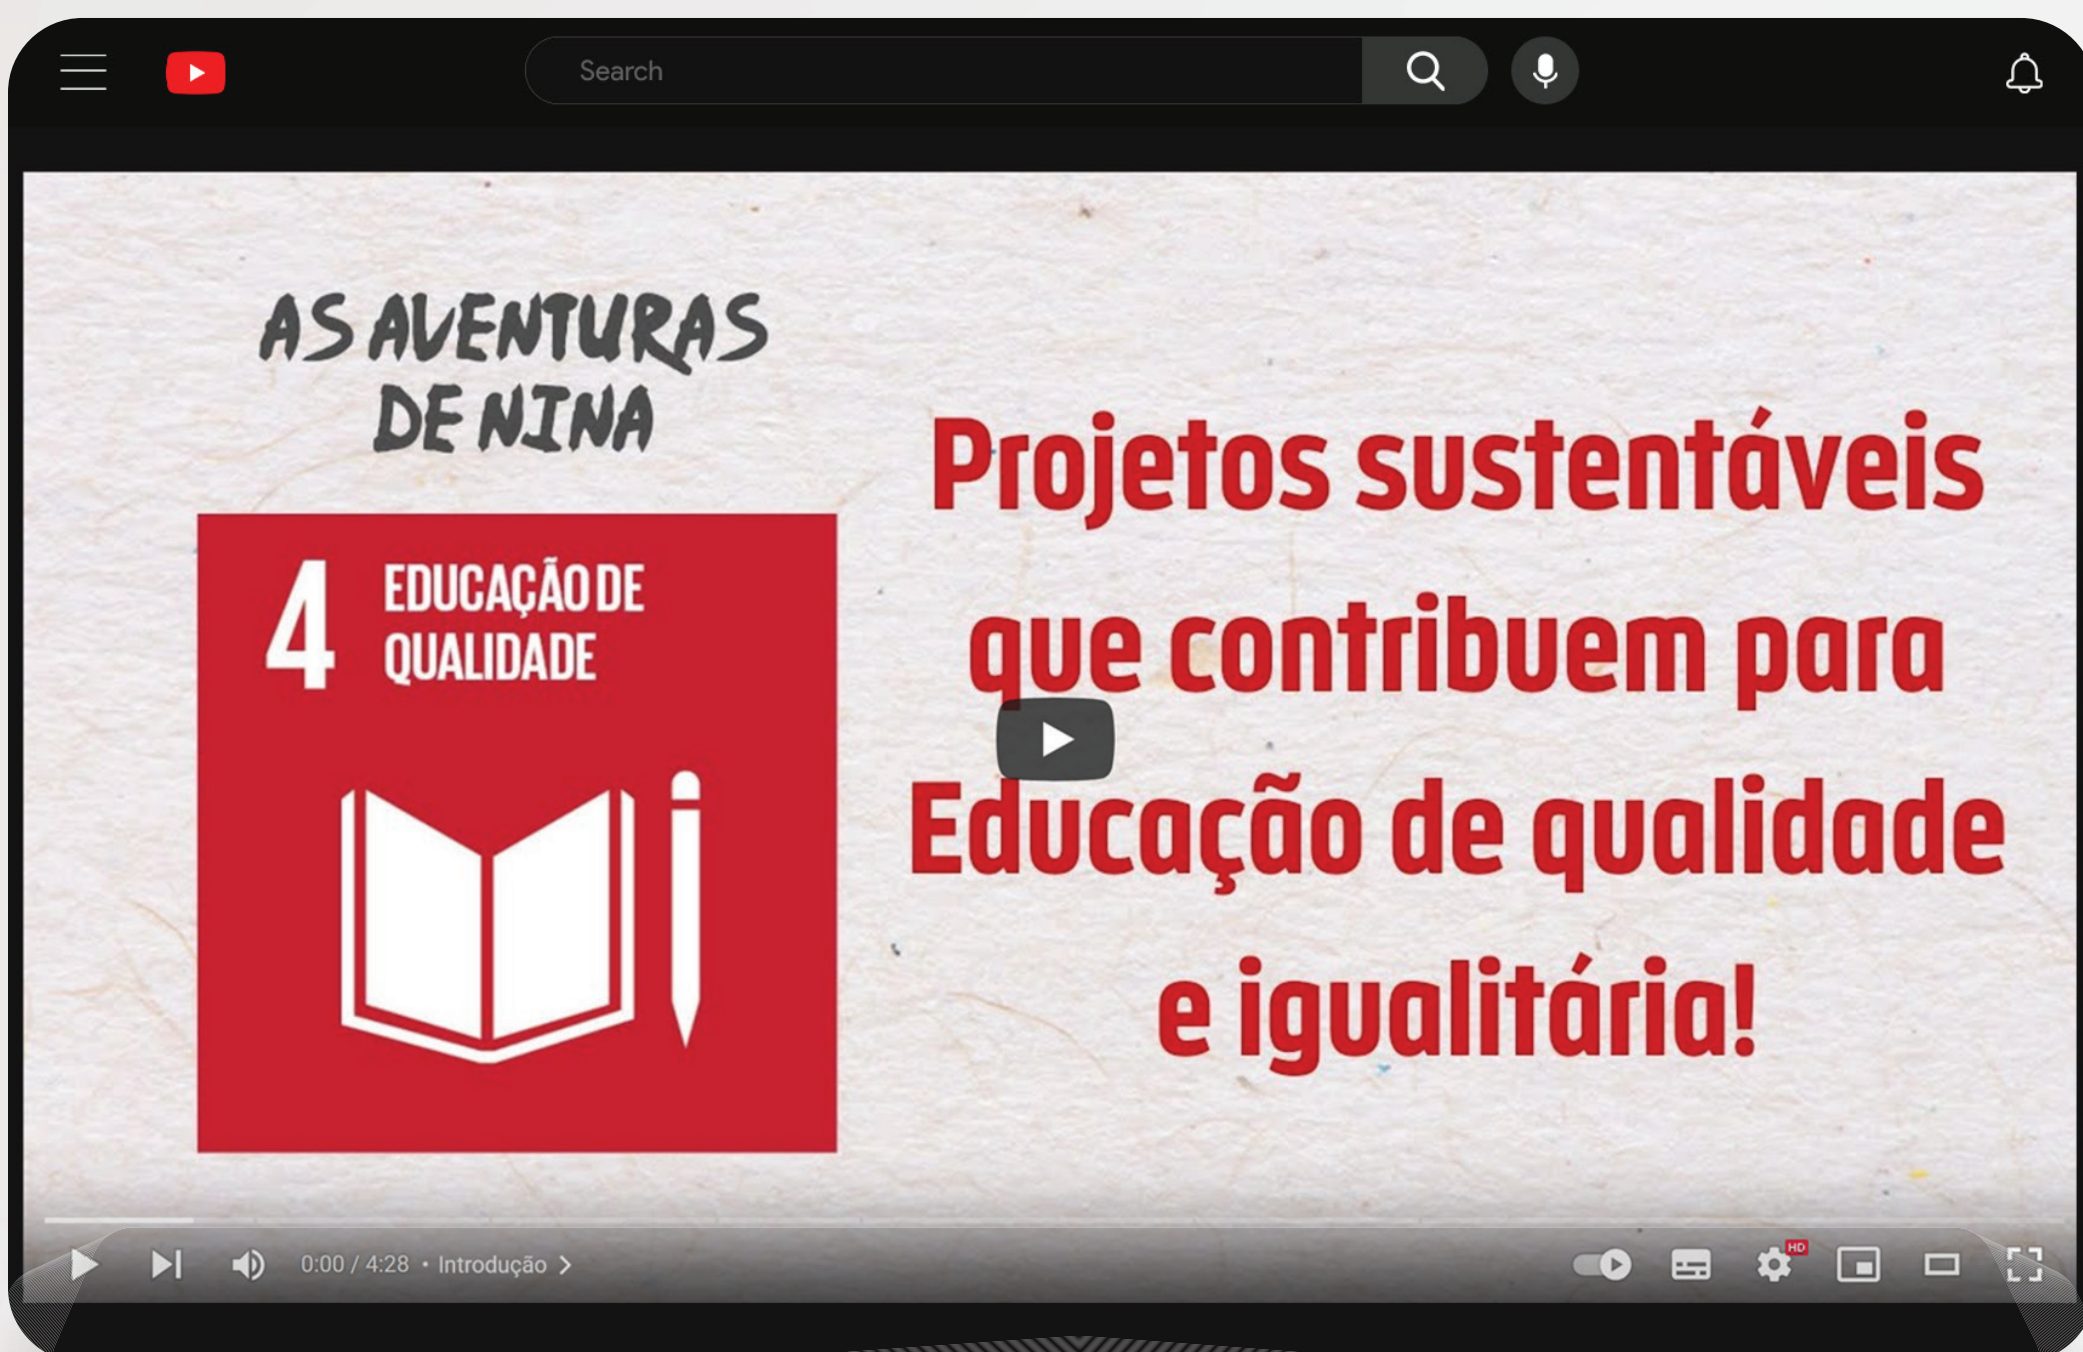 Search
AS AVENTURAS
DE NINA
4 EDUCAÇÃO DE
QUALIDADE
Projetos sustentáveis
que contribuem para
Educação de qualidade
e igualitária!
0:00 / 4:28 • Introdução
HD